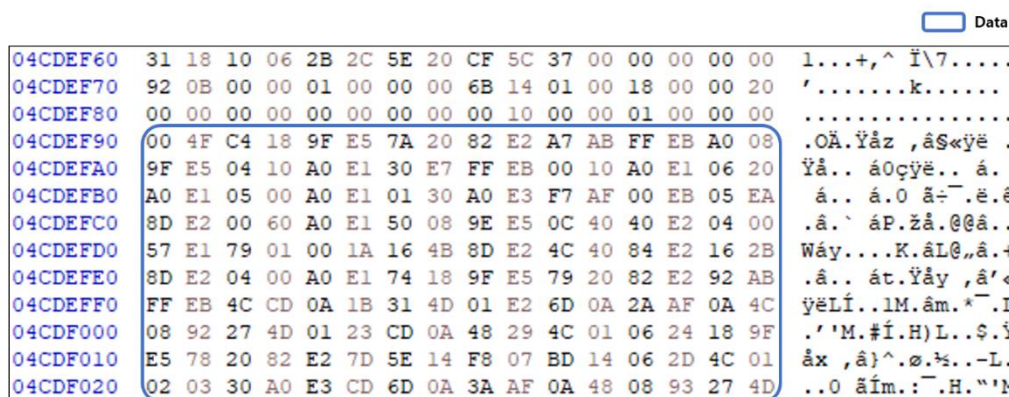 Data
04CDEF60 31 18 10 06 2B 2C 5E 20 CF 5C 37 00 00 00 00 00 1...+,^ Ï\7.....
04CDEF70 92 0B 00 00 01 00 00 00 6B 14 01 00 18 00 00 20 '.......k......
04CDEF80 00 00 00 00 00 00 00 00 00 10 00 00 01 00 00 00 ................
04CDEF90 00 4F C4 18 9F E5 7A 20 82 E2 A7 AB FF EB A0 08 .OÄ.Ÿåz ‚â§«ÿë .
04CDEFA0 9F E5 04 10 A0 E1 30 E7 FF EB 00 10 A0 E1 06 20 Ÿå.. á0çÿë.. á.
04CDEFB0 A0 E1 05 00 A0 E1 01 30 A0 E3 F7 AF 00 EB 05 EA á.. á.0 ã÷¯.ë.ê
04CDEFC0 8D E2 00 60 A0 E1 50 08 9E E5 0C 40 40 E2 04 00 .â.` áP.žå.@@â..
04CDEFD0 57 E1 79 01 00 1A 16 4B 8D E2 4C 40 84 E2 16 2B Wáy....K.âL@„â.+
04CDEFE0 8D E2 04 00 A0 E1 74 18 9F E5 79 20 82 E2 92 AB .â.. át.Ÿåy ‚â'«
04CDEFF0 FF EB 4C CD 0A 1B 31 4D 01 E2 6D 0A 2A AF 0A 4C ÿëLÍ..1M.âm.*¯.L
04CDF000 08 92 27 4D 01 23 CD 0A 48 29 4C 01 06 24 18 9F .''M.#Í.H)L..$.Ÿ
04CDF010 E5 78 20 82 E2 7D 5E 14 F8 07 BD 14 06 2D 4C 01 åx ‚â}^.ø.½..-L.
04CDF020 02 03 30 A0 E3 CD 6D 0A 3A AF 0A 48 08 93 27 4D ..0 ãÍm.:¯.H.“'M